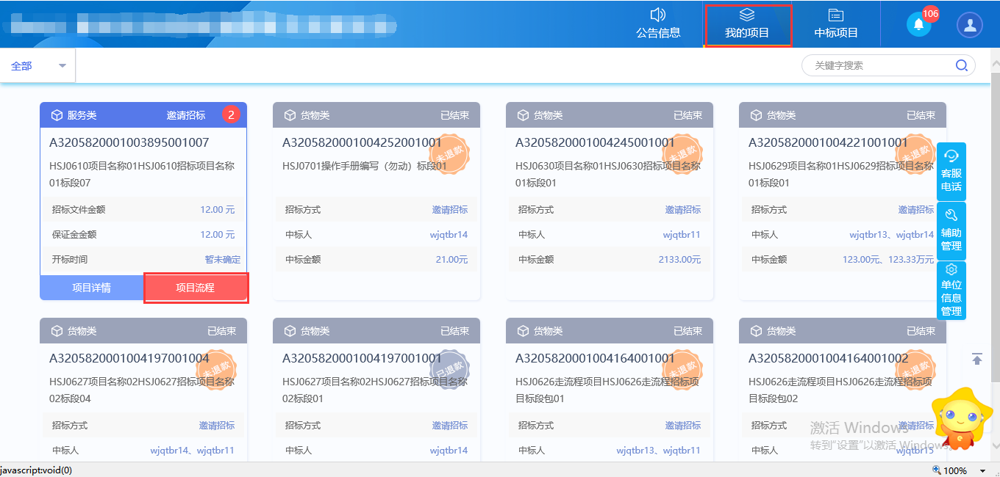 公告信息
我的项目
中标项目
106
全部
关键字搜索
服务类 邀请招标 2
A3205820001003895001007
HSJ0610项目名称01HSJ0610招标项目名称
01标段07
招标文件金额 12.00 元
保证金金额 12.00 元
开标时间 暂未确定
项目详情 项目流程
货物类 已结束
A3205820001004252001001
未退款
HSJ0701操作手册编写（勿动）标段01
招标方式 邀请招标
中标人 wjqtbr14
中标金额 21.00元
货物类 已结束
A3205820001004245001001
未退款
HSJ0630项目名称01HSJ0630招标项目名称
01标段01
招标方式 邀请招标
中标人 wjqtbr11
中标金额 2133.00元
货物类 已结束
A3205820001004221001001
未退款
HSJ0629项目名称01HSJ0629招标项目名称
01标段01
招标方式 邀请招标
中标人 wjqtbr13、wjqtbr14
中标金额 123.00元、123.33万元
客服
电话
辅助
管理
单位
信息
管理
货物类 已结束
A3205820001004197001004
未退款
HSJ0627项目名称02HSJ0627招标项目名称
02标段04
招标方式 邀请招标
中标人 wjqtbr14、wjqtbr11
货物类 已结束
A3205820001004197001001
已退款
HSJ0627项目名称02HSJ0627招标项目名称
02标段01
招标方式 邀请招标
中标人 wjqtbr14
货物类 已结束
A3205820001004164001001
未退款
HSJ0626走流程项目HSJ0626走流程招标项
目标段包01
招标方式 邀请招标
中标人 wjqtbr13、wjqtbr11
货物类 已结束
A3205820001004164001002
未退款
HSJ0626走流程项目HSJ0626走流程招标项
目标段包02
招标方式 邀请招标
中标人 wjqtbr15
激活 Windows
转到"设置"以激活 Windows。
javascript:void(0)
100%